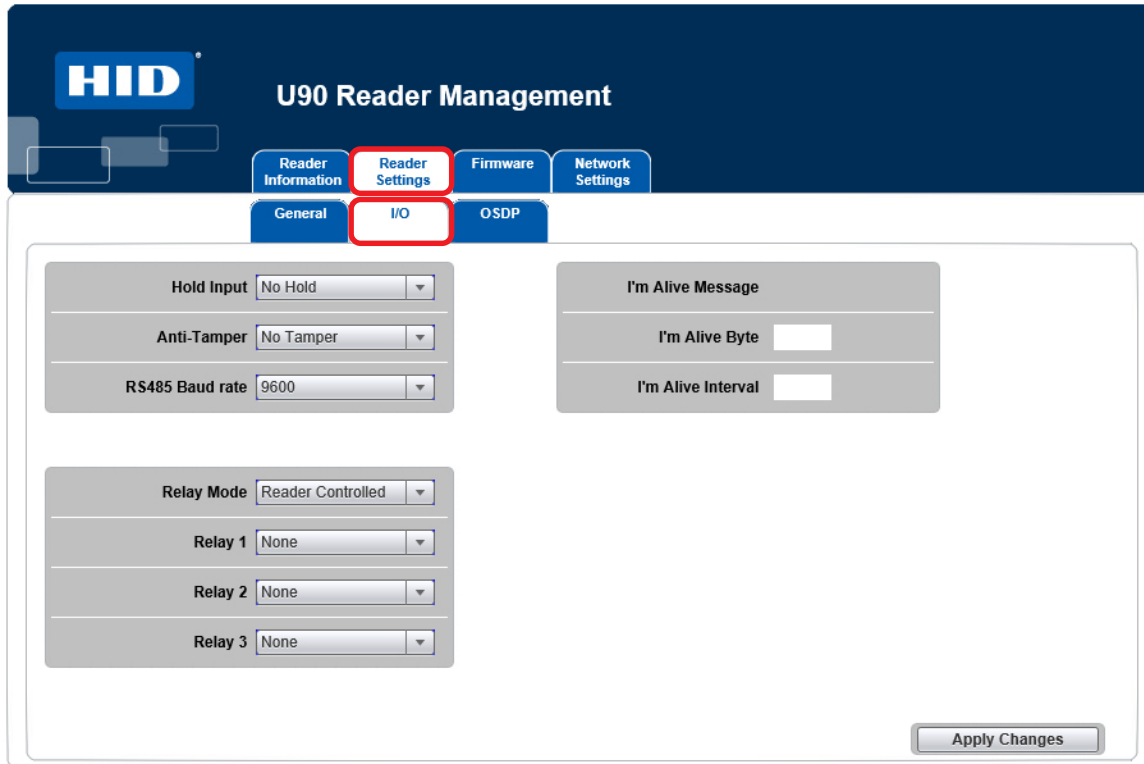 HID®
U90 Reader Management
Reader Information
Reader Settings
Firmware
Network Settings
General
I/O
OSDP
Hold Input No Hold
Anti-Tamper No Tamper
RS485 Baud rate 9600
I'm Alive Message
I'm Alive Byte
I'm Alive Interval
Relay Mode Reader Controlled
Relay 1 None
Relay 2 None
Relay 3 None
Apply Changes